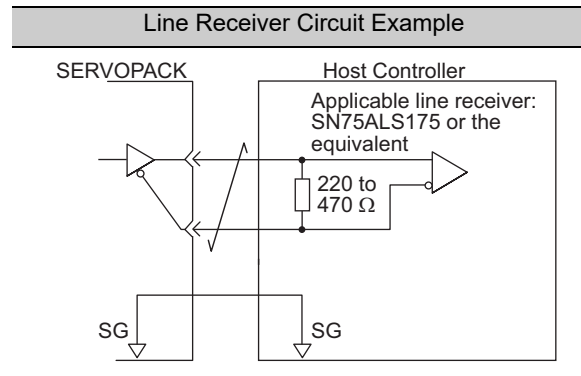 Line Receiver Circuit Example
SERVOPACK
Host Controller
Applicable line receiver:
SN75ALS175 or the
equivalent
220 to
470 Ω
SG
SG